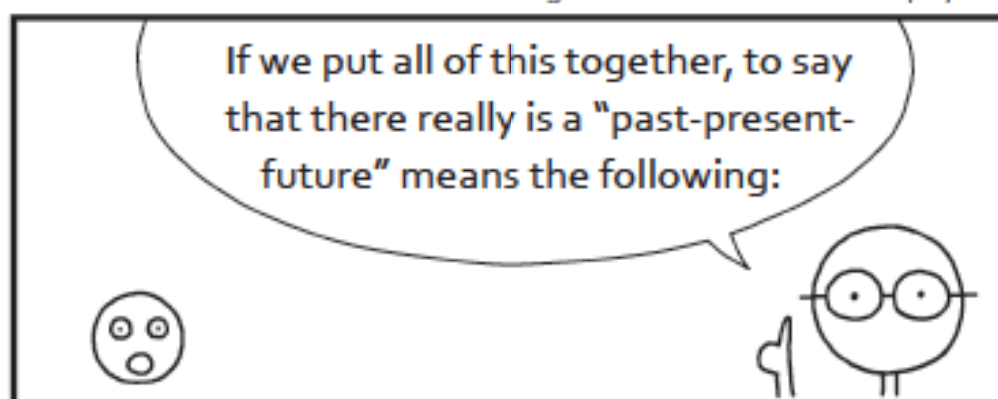 If we put all of this together, to say
that there really is a “past-present-
future” means the following: